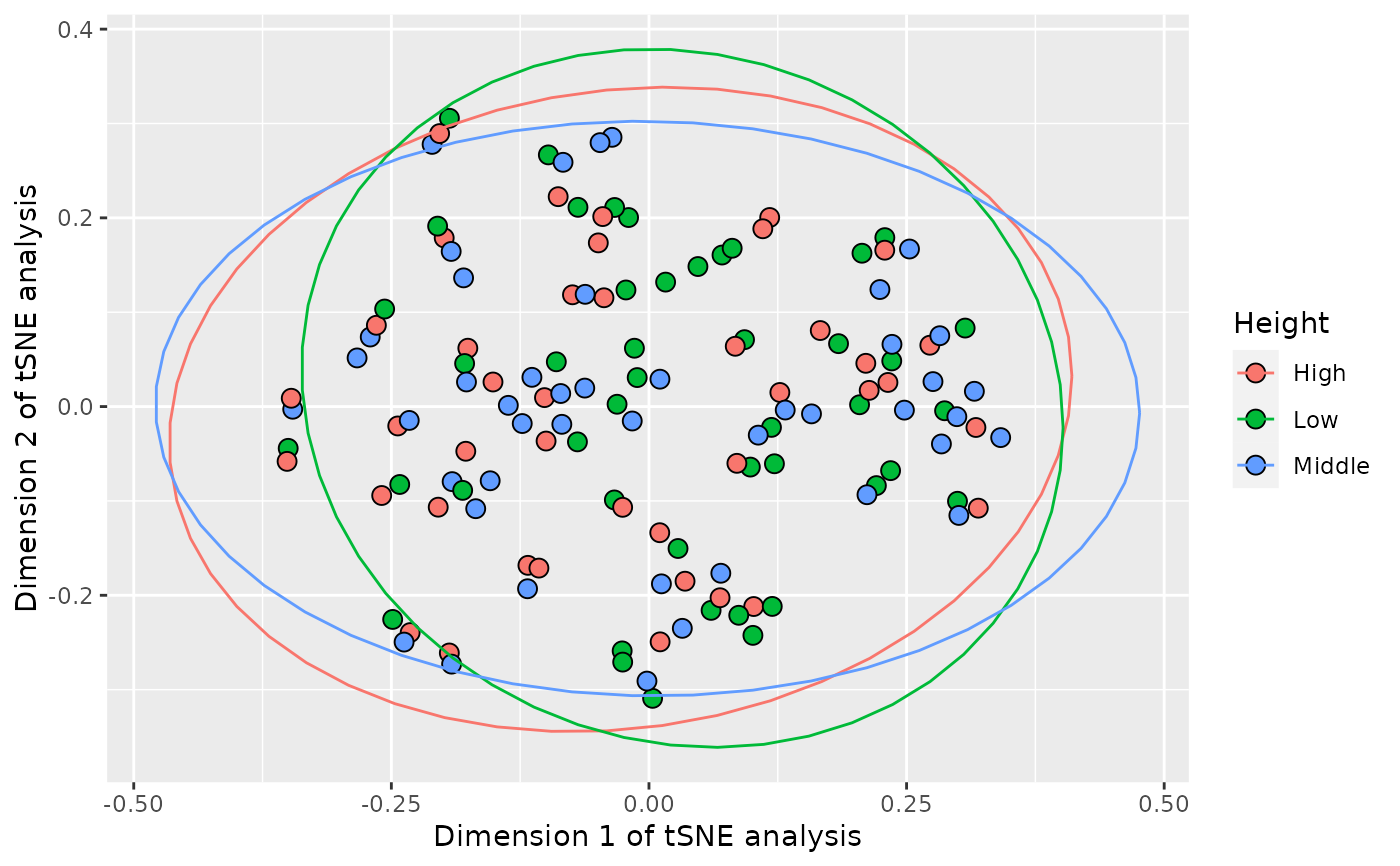 0.4
0.2
0.0
-0.2
Dimension 2 of tSNE analysis
-0.50 -0.25 0.00 0.25 0.50
Dimension 1 of tSNE analysis
Height
High
Low
Middle